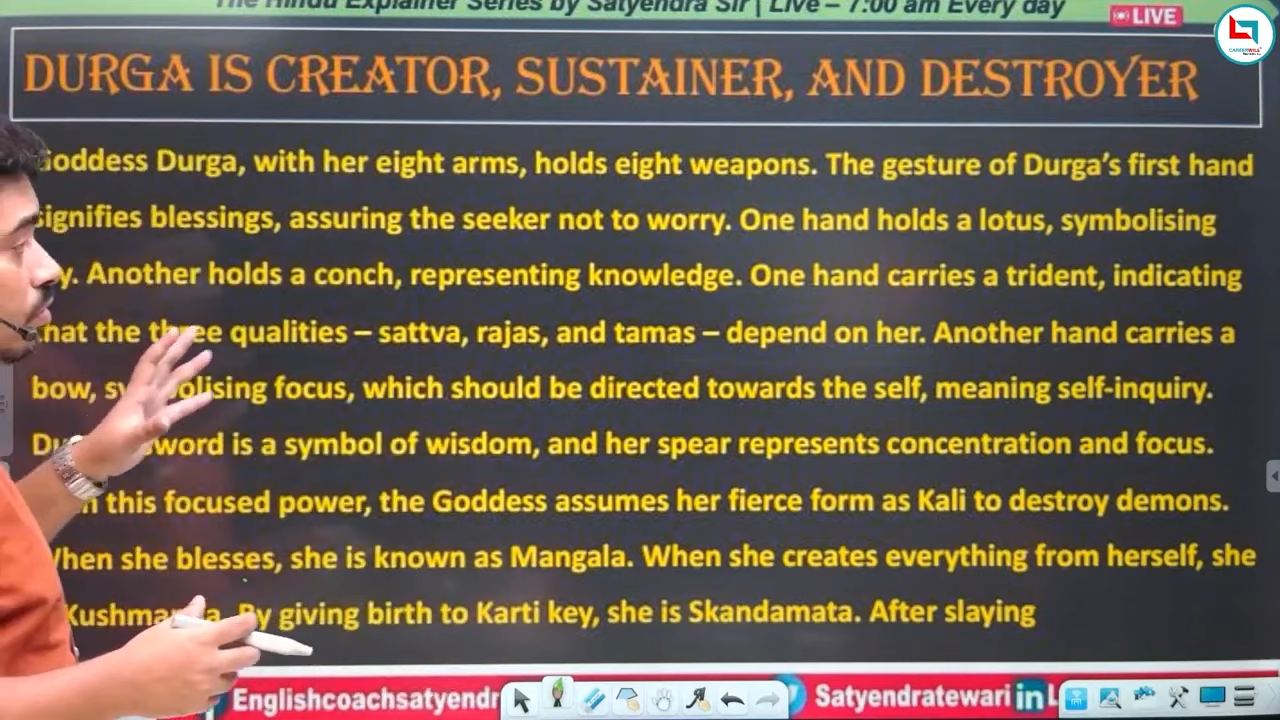 The Hindu Explainer Series by Satyendra Sir | Live – 7:00 am Every day
LIVE
CAREERWILL
DURGA IS CREATOR, SUSTAINER, AND DESTROYER
Goddess Durga, with her eight arms, holds eight weapons. The gesture of Durga's first hand
signifies blessings, assuring the seeker not to worry. One hand holds a lotus, symbolising
Another holds a conch, representing knowledge. One hand carries a trident, indicating
that the three qualities – sattva, rajas, and tamas – depend on her. Another hand carries a
bow, symbolising focus, which should be directed towards the self, meaning self-inquiry.
sword is a symbol of wisdom, and her spear represents concentration and focus.
this focused power, the Goddess assumes her fierce form as Kali to destroy demons.
When she blesses, she is known as Mangala. When she creates everything from herself, she
By giving birth to Karti key, she is Skandamata. After slaying
Englishcoachsatyendr
Satyendratewari in L